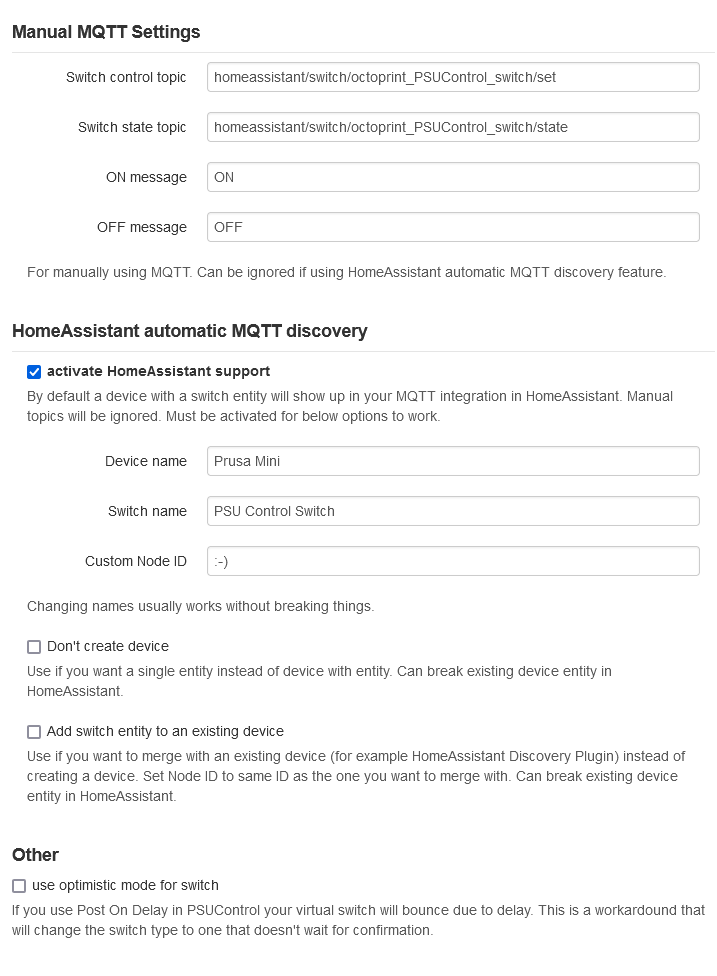 Manual MQTT Settings
Switch control topic homeassistant/switch/octoprint_PSUControl_switch/set
Switch state topic homeassistant/switch/octoprint_PSUControl_switch/state
ON message ON
OFF message OFF
For manually using MQTT. Can be ignored if using HomeAssistant automatic MQTT discovery feature.
HomeAssistant automatic MQTT discovery
activate HomeAssistant support
By default a device with a switch entity will show up in your MQTT integration in HomeAssistant. Manual
topics will be ignored. Must be activated for below options to work.
Device name Prusa Mini
Switch name PSU Control Switch
Custom Node ID :-)
Changing names usually works without breaking things.
Don't create device
Use if you want a single entity instead of device with entity. Can break existing device entity in
HomeAssistant.
Add switch entity to an existing device
Use if you want to merge with an existing device (for example HomeAssistant Discovery Plugin) instead of
creating a device. Set Node ID to same ID as the one you want to merge with. Can break existing device
entity in HomeAssistant.
Other
use optimistic mode for switch
If you use Post On Delay in PSUControl your virtual switch will bounce due to delay. This is a workardound that
will change the switch type to one that doesn't wait for confirmation.